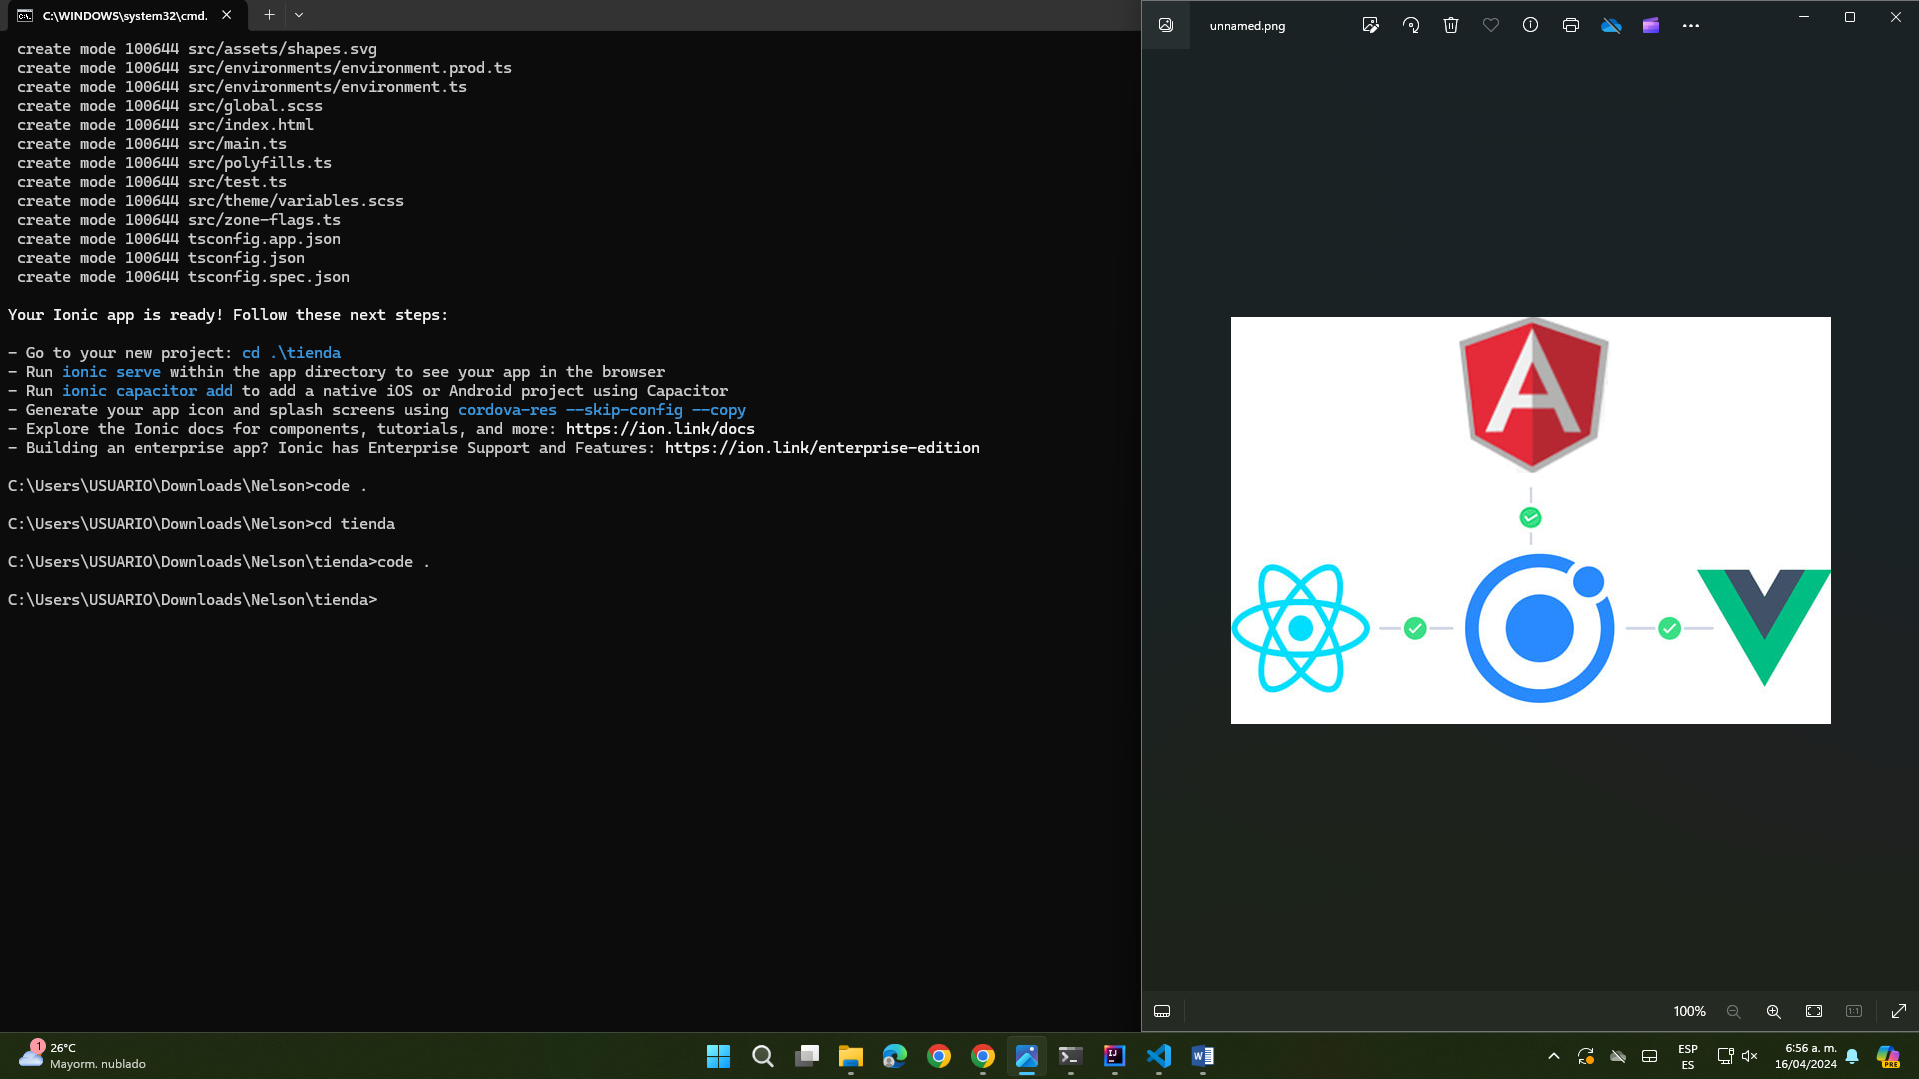 C:\WINDOWS\system32\cmd.
create mode 100644 src/assets/shapes.svg
create mode 100644 src/environments/environment.prod.ts
create mode 100644 src/environments/environment.ts
create mode 100644 src/global.scss
create mode 100644 src/index.html
create mode 100644 src/main.ts
create mode 100644 src/polyfills.ts
create mode 100644 src/test.ts
create mode 100644 src/theme/variables.scss
create mode 100644 src/zone-flags.ts
create mode 100644 tsconfig.app.json
create mode 100644 tsconfig.json
create mode 100644 tsconfig.spec.json
Your Ionic app is ready! Follow these next steps:
- Go to your new project: cd .\tienda
- Run ionic serve within the app directory to see your app in the browser
- Run ionic capacitor add to add a native iOS or Android project using Capacitor
- Generate your app icon and splash screens using cordova-res --skip-config --copy
- Explore the Ionic docs for components, tutorials, and more: https://ion.link/docs
- Building an enterprise app? Ionic has Enterprise Support and Features: https://ion.link/enterprise-edition
C:\Users\USUARIO\Downloads\Nelson>code .
C:\Users\USUARIO\Downloads\Nelson>cd tienda
C:\Users\USUARIO\Downloads\Nelson\tienda>code .
C:\Users\USUARIO\Downloads\Nelson\tienda>
unnamed.png
A
100%
1:1
1
26°C
Mayorm. nublado
IJ
W
ESP
ES
6:56 a. m.
16/04/2024
PRE